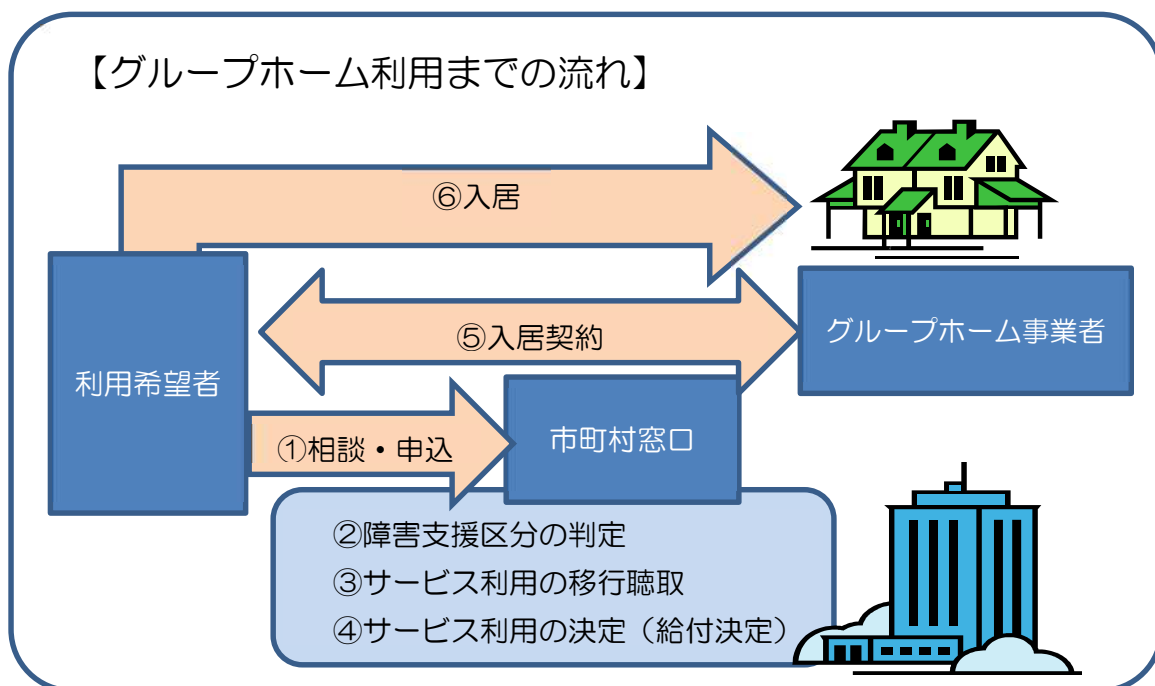 【グループホーム利用までの流れ】
⑥入居
⑤入居契約
グループホーム事業者
利用希望者
①相談・申込
市町村窓口
②障害支援区分の判定
③サービス利用の移行聴取
④サービス利用の決定（給付決定）